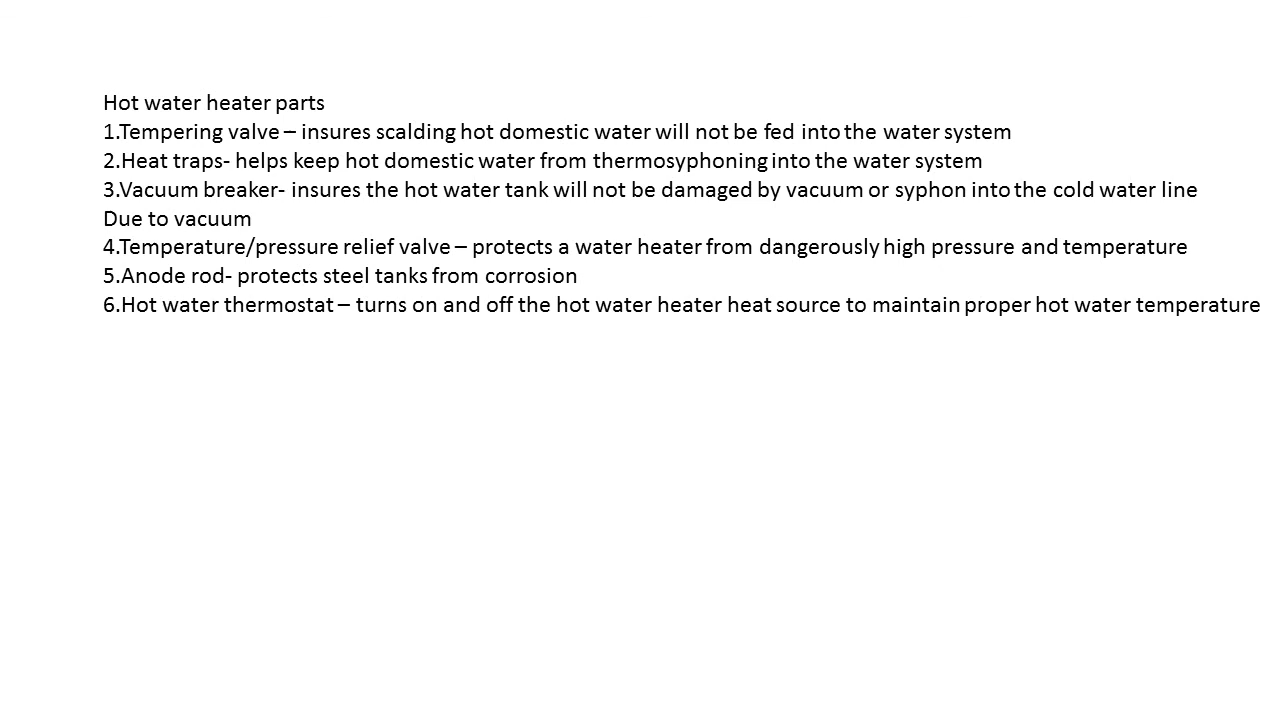 Hot water heater parts
1.Tempering valve – insures scalding hot domestic water will not be fed into the water system
2.Heat traps- helps keep hot domestic water from thermosyphoning into the water system
3.Vacuum breaker- insures the hot water tank will not be damaged by vacuum or syphon into the cold water line
Due to vacuum
4.Temperature/pressure relief valve – protects a water heater from dangerously high pressure and temperature
5.Anode rod- protects steel tanks from corrosion
6.Hot water thermostat – turns on and off the hot water heater heat source to maintain proper hot water temperature